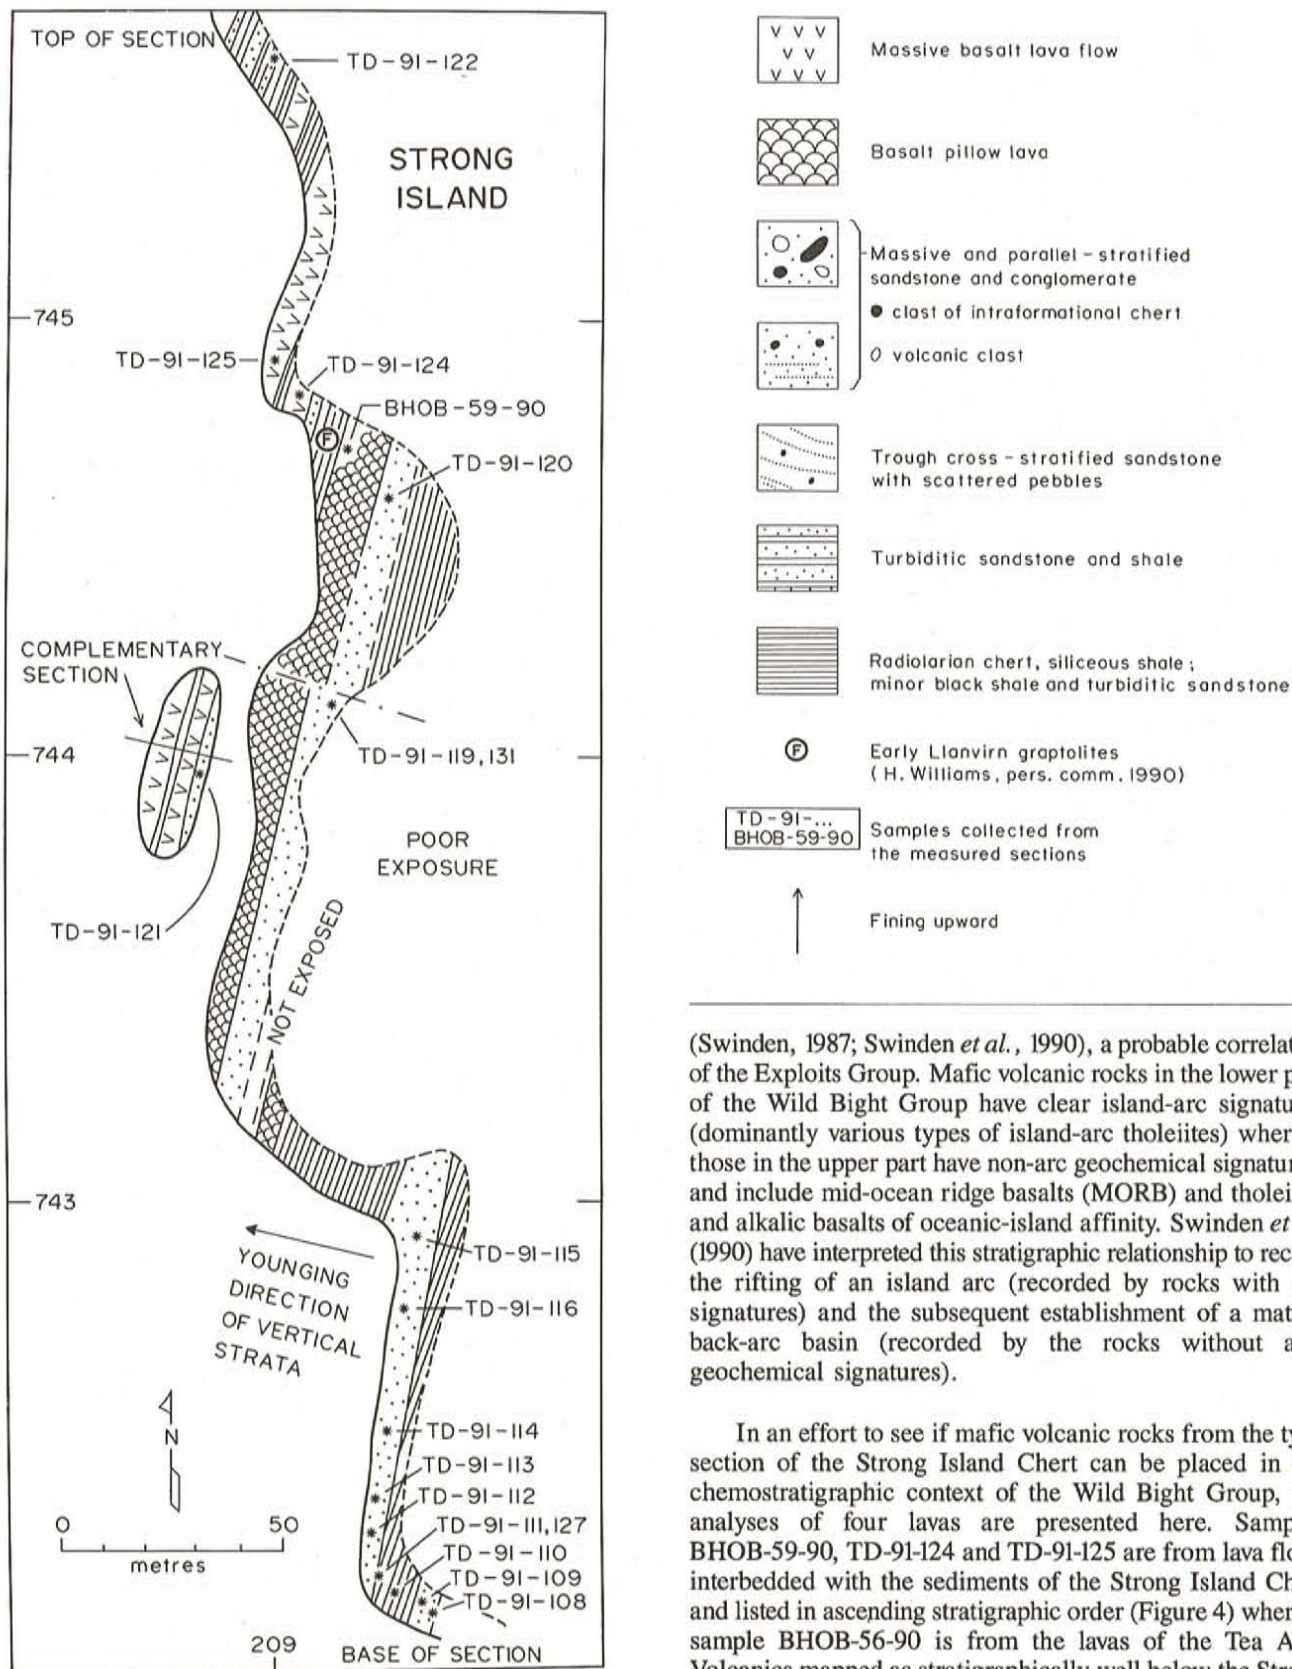 TOP OF SECTION
TD-91-122
STRONG
ISLAND
745
TD-91-125
TD-91-124
BHOB-59-90
F
TD-91-120
COMPLEMENTARY
SECTION
744
TD-91-119,131
POOR
EXPOSURE
TD-91-121
NOT EXPOSED
743
TD-91-115
YOUNGING
DIRECTION
OF VERTICAL
STRATA
TD-91-116
N
TD-91-114
TD-91-113
TD-91-112
TD-91-111,127
TD-91-110
TD-91-109
TD-91-108
0 50
metres
209
BASE OF SECTION
Massive basalt lava flow
Basalt pillow lava
Massive and parallel-stratified
sandstone and conglomerate
clast of intraformational chert
volcanic clast
Trough cross-stratified sandstone
with scattered pebbles
Turbiditic sandstone and shale
Radiolarian chert, siliceous shale;
minor black shale and turbiditic sandstone
F
Early Llanvirn graptolites
(H. Williams, pers. comm. 1990)
TD-91-...
BHOB-59-90
Samples collected from
the measured sections
Fining upward
(Swinden, 1987; Swinden et al., 1990), a probable correlat
of the Exploits Group. Mafic volcanic rocks in the lower p
of the Wild Bight Group have clear island-arc signatu
(dominantly various types of island-arc tholeiites) wher
those in the upper part have non-arc geochemical signatur
and include mid-ocean ridge basalts (MORB) and tholei
and alkalic basalts of oceanic-island affinity. Swinden et
(1990) have interpreted this stratigraphic relationship to rec
the rifting of an island arc (recorded by rocks with
signatures) and the subsequent establishment of a mat
back-arc basin (recorded by the rocks without a
geochemical signatures).
In an effort to see if mafic volcanic rocks from the ty
section of the Strong Island Chert can be placed in
chemostratigraphic context of the Wild Bight Group,
analyses of four lavas are presented here. Samp
BHOB-59-90, TD-91-124 and TD-91-125 are from lava flo
interbedded with the sediments of the Strong Island Ch
and listed in ascending stratigraphic order (Figure 4) wher
sample BHOB-56-90 is from the lavas of the Tea A
Volcanics mapped as stratigraphically well below the Stro